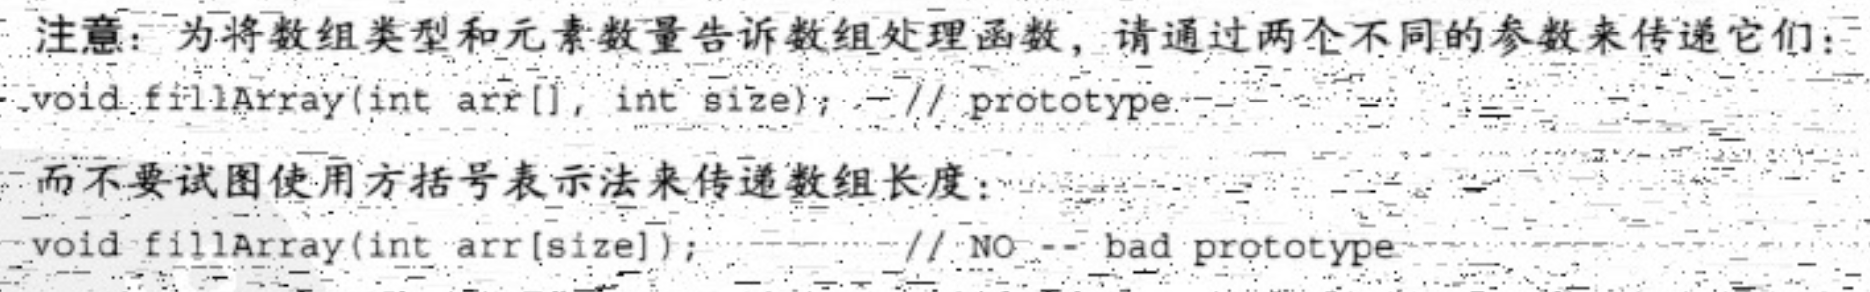 注意：为将数组类型和元素数量告诉数组处理函数，请通过两个不同的参数来传递它们：
void fillArray(int arr[], int size);    // prototype
而不要试图使用方括号表示法来传递数组长度：
void fillArray(int arr[size]);          // NO -- bad prototype